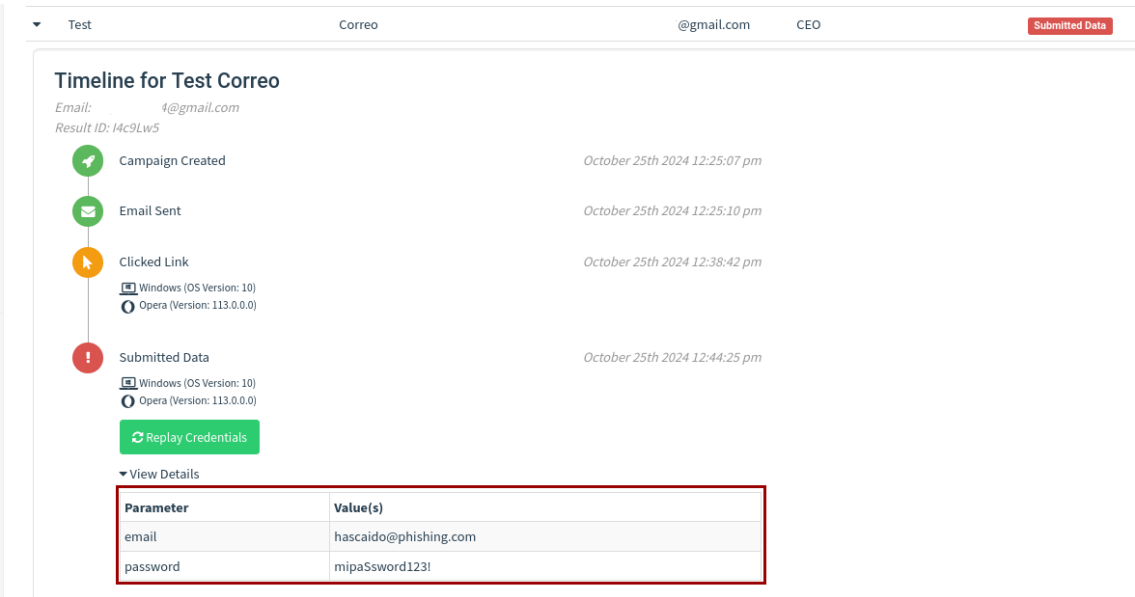 Test Correo @gmail.com CEO Submitted Data
Timeline for Test Correo
Email: 4@gmail.com
Result ID: I4c9Lw5
Campaign Created October 25th 2024 12:25:07 pm
Email Sent October 25th 2024 12:25:10 pm
Clicked Link October 25th 2024 12:38:42 pm
Windows (OS Version: 10)
Opera (Version: 113.0.0.0)
Submitted Data October 25th 2024 12:44:25 pm
Windows (OS Version: 10)
Opera (Version: 113.0.0.0)
Replay Credentials
View Details
Parameter Value(s)
email hascaido@phishing.com
password mipaSsword123!